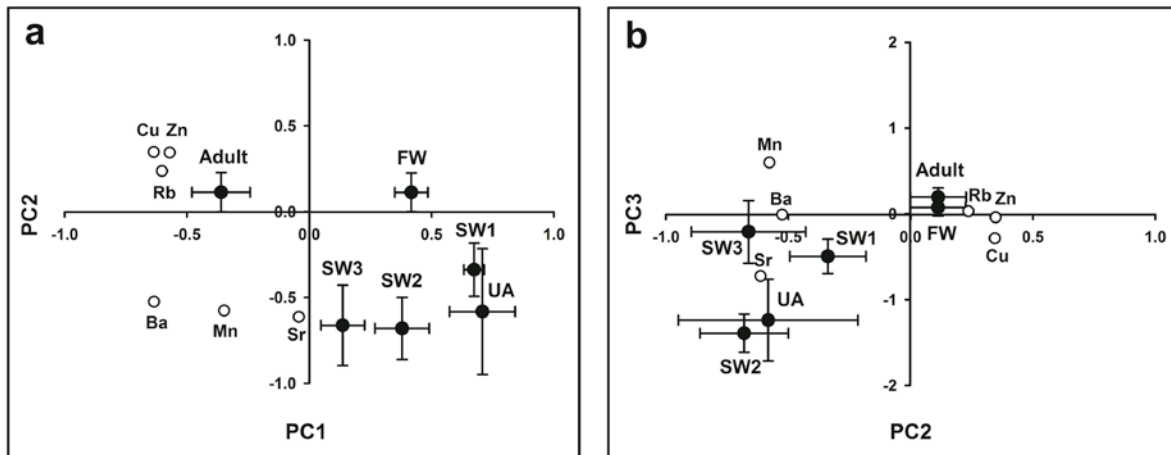 a
1.0
Cu Zn
0.5
Adult
FW
Rb
PC2
-1.0
-0.5
0.0
0.5
1.0
SW1
SW3
SW2
UA
-0.5
Ba
Mn
Sr
-1.0
PC1
b
2
Mn
1
Adult
Ba
Rb
Zn
PC3
0
-1.0
-0.5
0.0
0.5
1.0
SW3
SW1
FW
Cu
Sr
UA
-1
SW2
-2
PC2